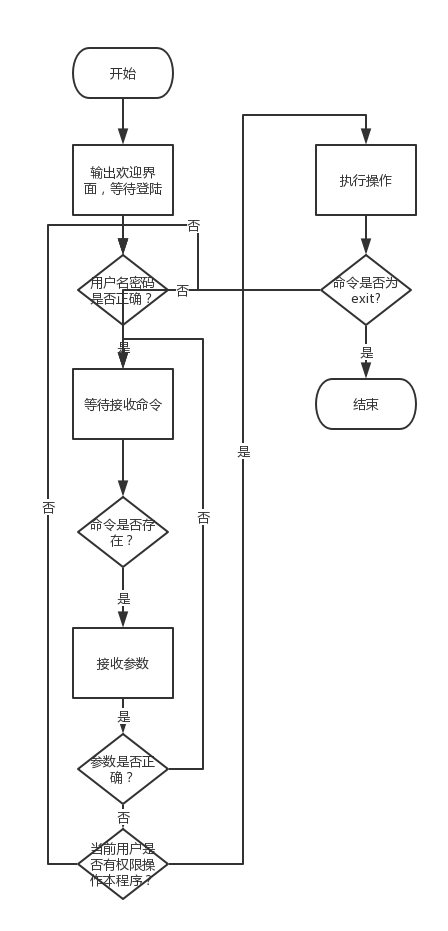 开始
输出欢迎界
面，等待登陆
否
用户名密码
是否正确？
否
是
等待接收命令
否
命令是否存
在？
否
是
接收参数
是
参数是否正
确？
否
当前用户是
否有权限操
作本程序？
是
执行操作
命令是否为
exit?
是
结束